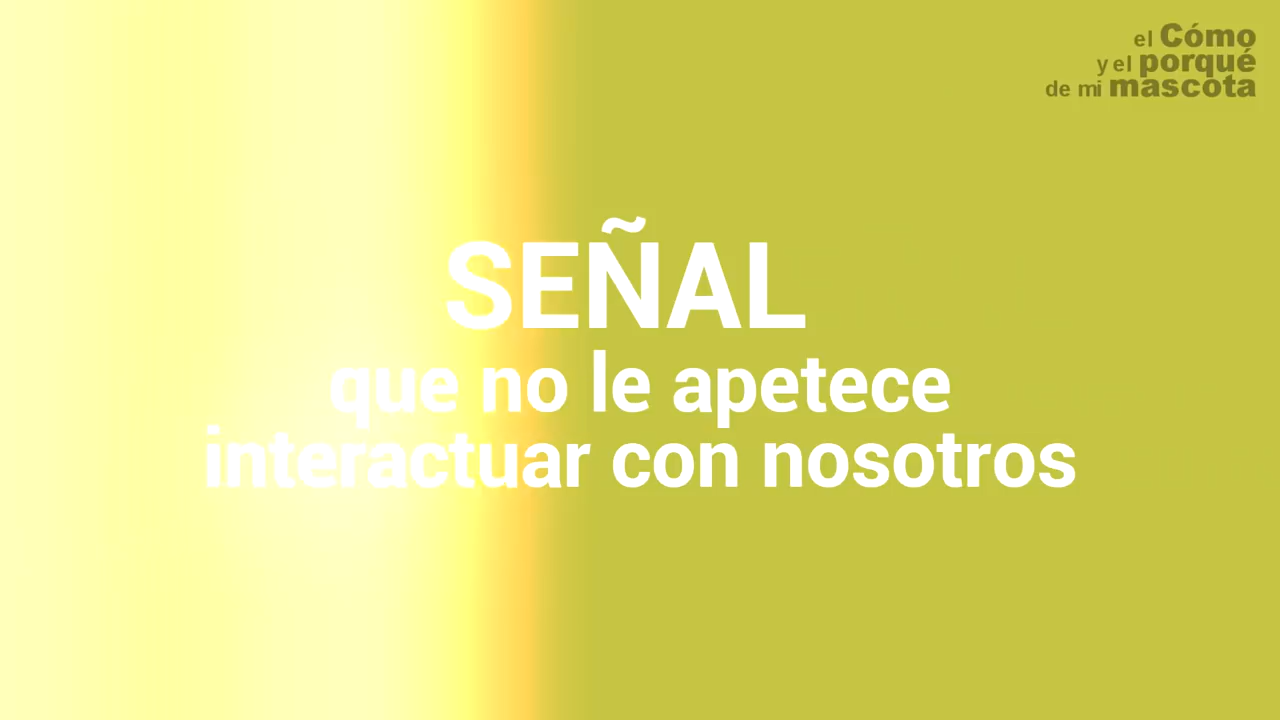 el Cómo
y el porqué
de mi mascota
SEÑAL
que no le apetece
interactuar con nosotros